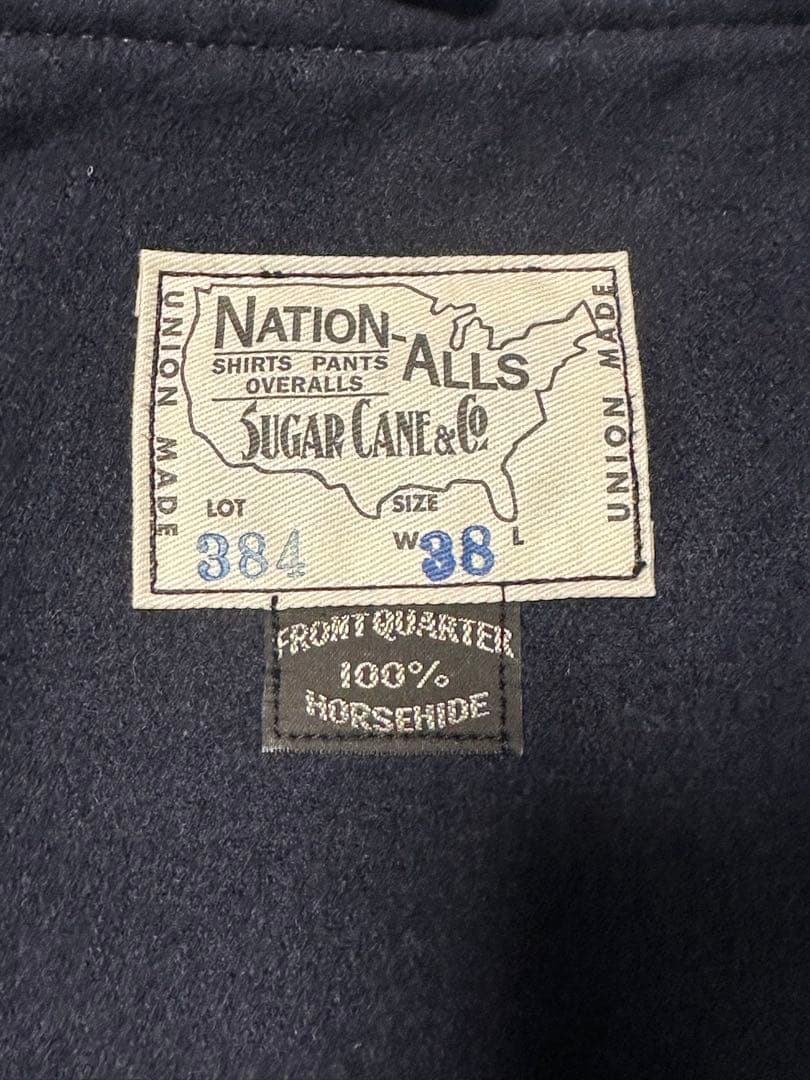 NATION-ALLS
SHIRTS PANTS
OVERALLS
SUGAR CANE & CO
UNION MADE
UNION MADE
LOT
384
SIZE
W 38 L
FRONT QUARTER
100%
HORSEHIDE